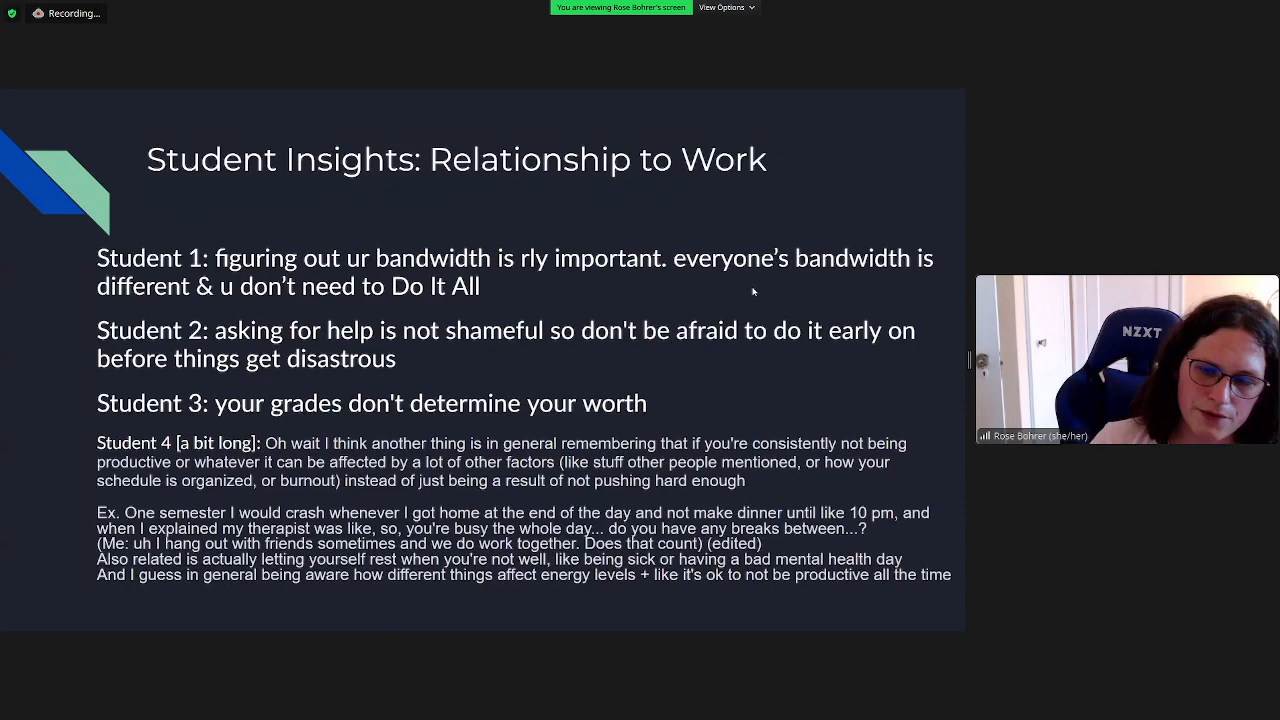 Recording...
You are viewing Rose Bohrer's screen
View Options
Student Insights: Relationship to Work
Student 1: figuring out ur bandwidth is rly important. everyone's bandwidth is
different & u don't need to Do It All
Student 2: asking for help is not shameful so don't be afraid to do it early on
before things get disastrous
Student 3: your grades don't determine your worth
Student 4 [a bit long]: Oh wait I think another thing is in general remembering that if you're consistently not being
productive or whatever it can be affected by a lot of other factors (like stuff other people mentioned, or how your
schedule is organized, or burnout) instead of just being a result of not pushing hard enough
Ex. One semester I would crash whenever I got home at the end of the day and not make dinner until like 10 pm, and
when I explained my therapist was like, so, you're busy the whole day... do you have any breaks between...?
(Me: uh I hang out with friends sometimes and we do work together. Does that count) (edited)
Also related is actually letting yourself rest when you're not well, like being sick or having a bad mental health day
And I guess in general being aware how different things affect energy levels + like it's ok to not be productive all the time
NZXT
Rose Bohrer (she/her)